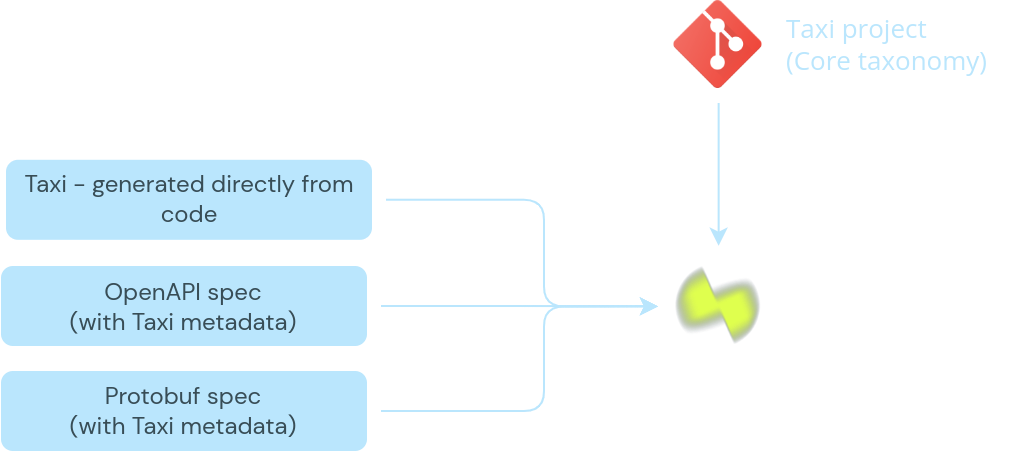 Taxi project
(Core taxonomy)
Taxi - generated directly from
code
OpenAPI spec
(with Taxi metadata)
Protobuf spec
(with Taxi metadata)